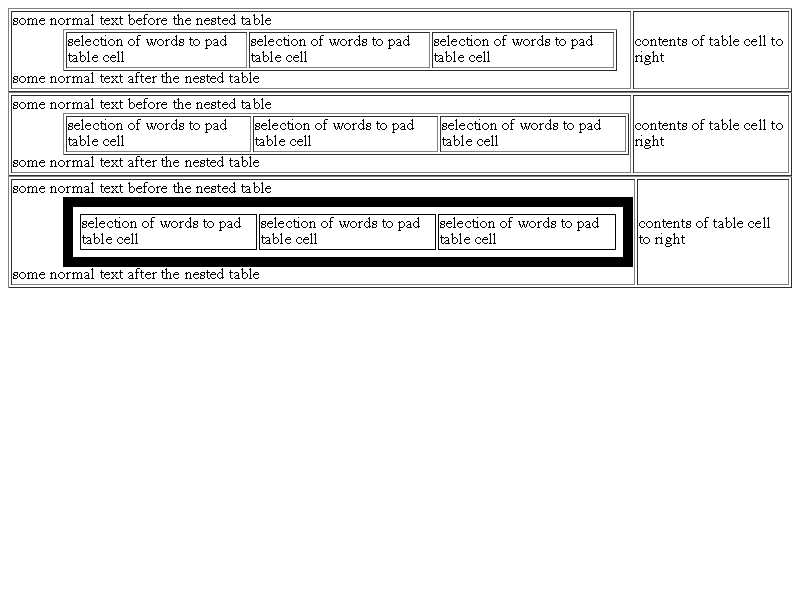 some normal text before the nested table
selection of words to pad selection of words to pad selection of words to pad
table cell table cell table cell
some normal text after the nested table
contents of table cell to
right
some normal text before the nested table
selection of words to pad selection of words to pad selection of words to pad
table cell table cell table cell
some normal text after the nested table
contents of table cell to
right
some normal text before the nested table
selection of words to pad selection of words to pad selection of words to pad
table cell table cell table cell
some normal text after the nested table
contents of table cell
to right